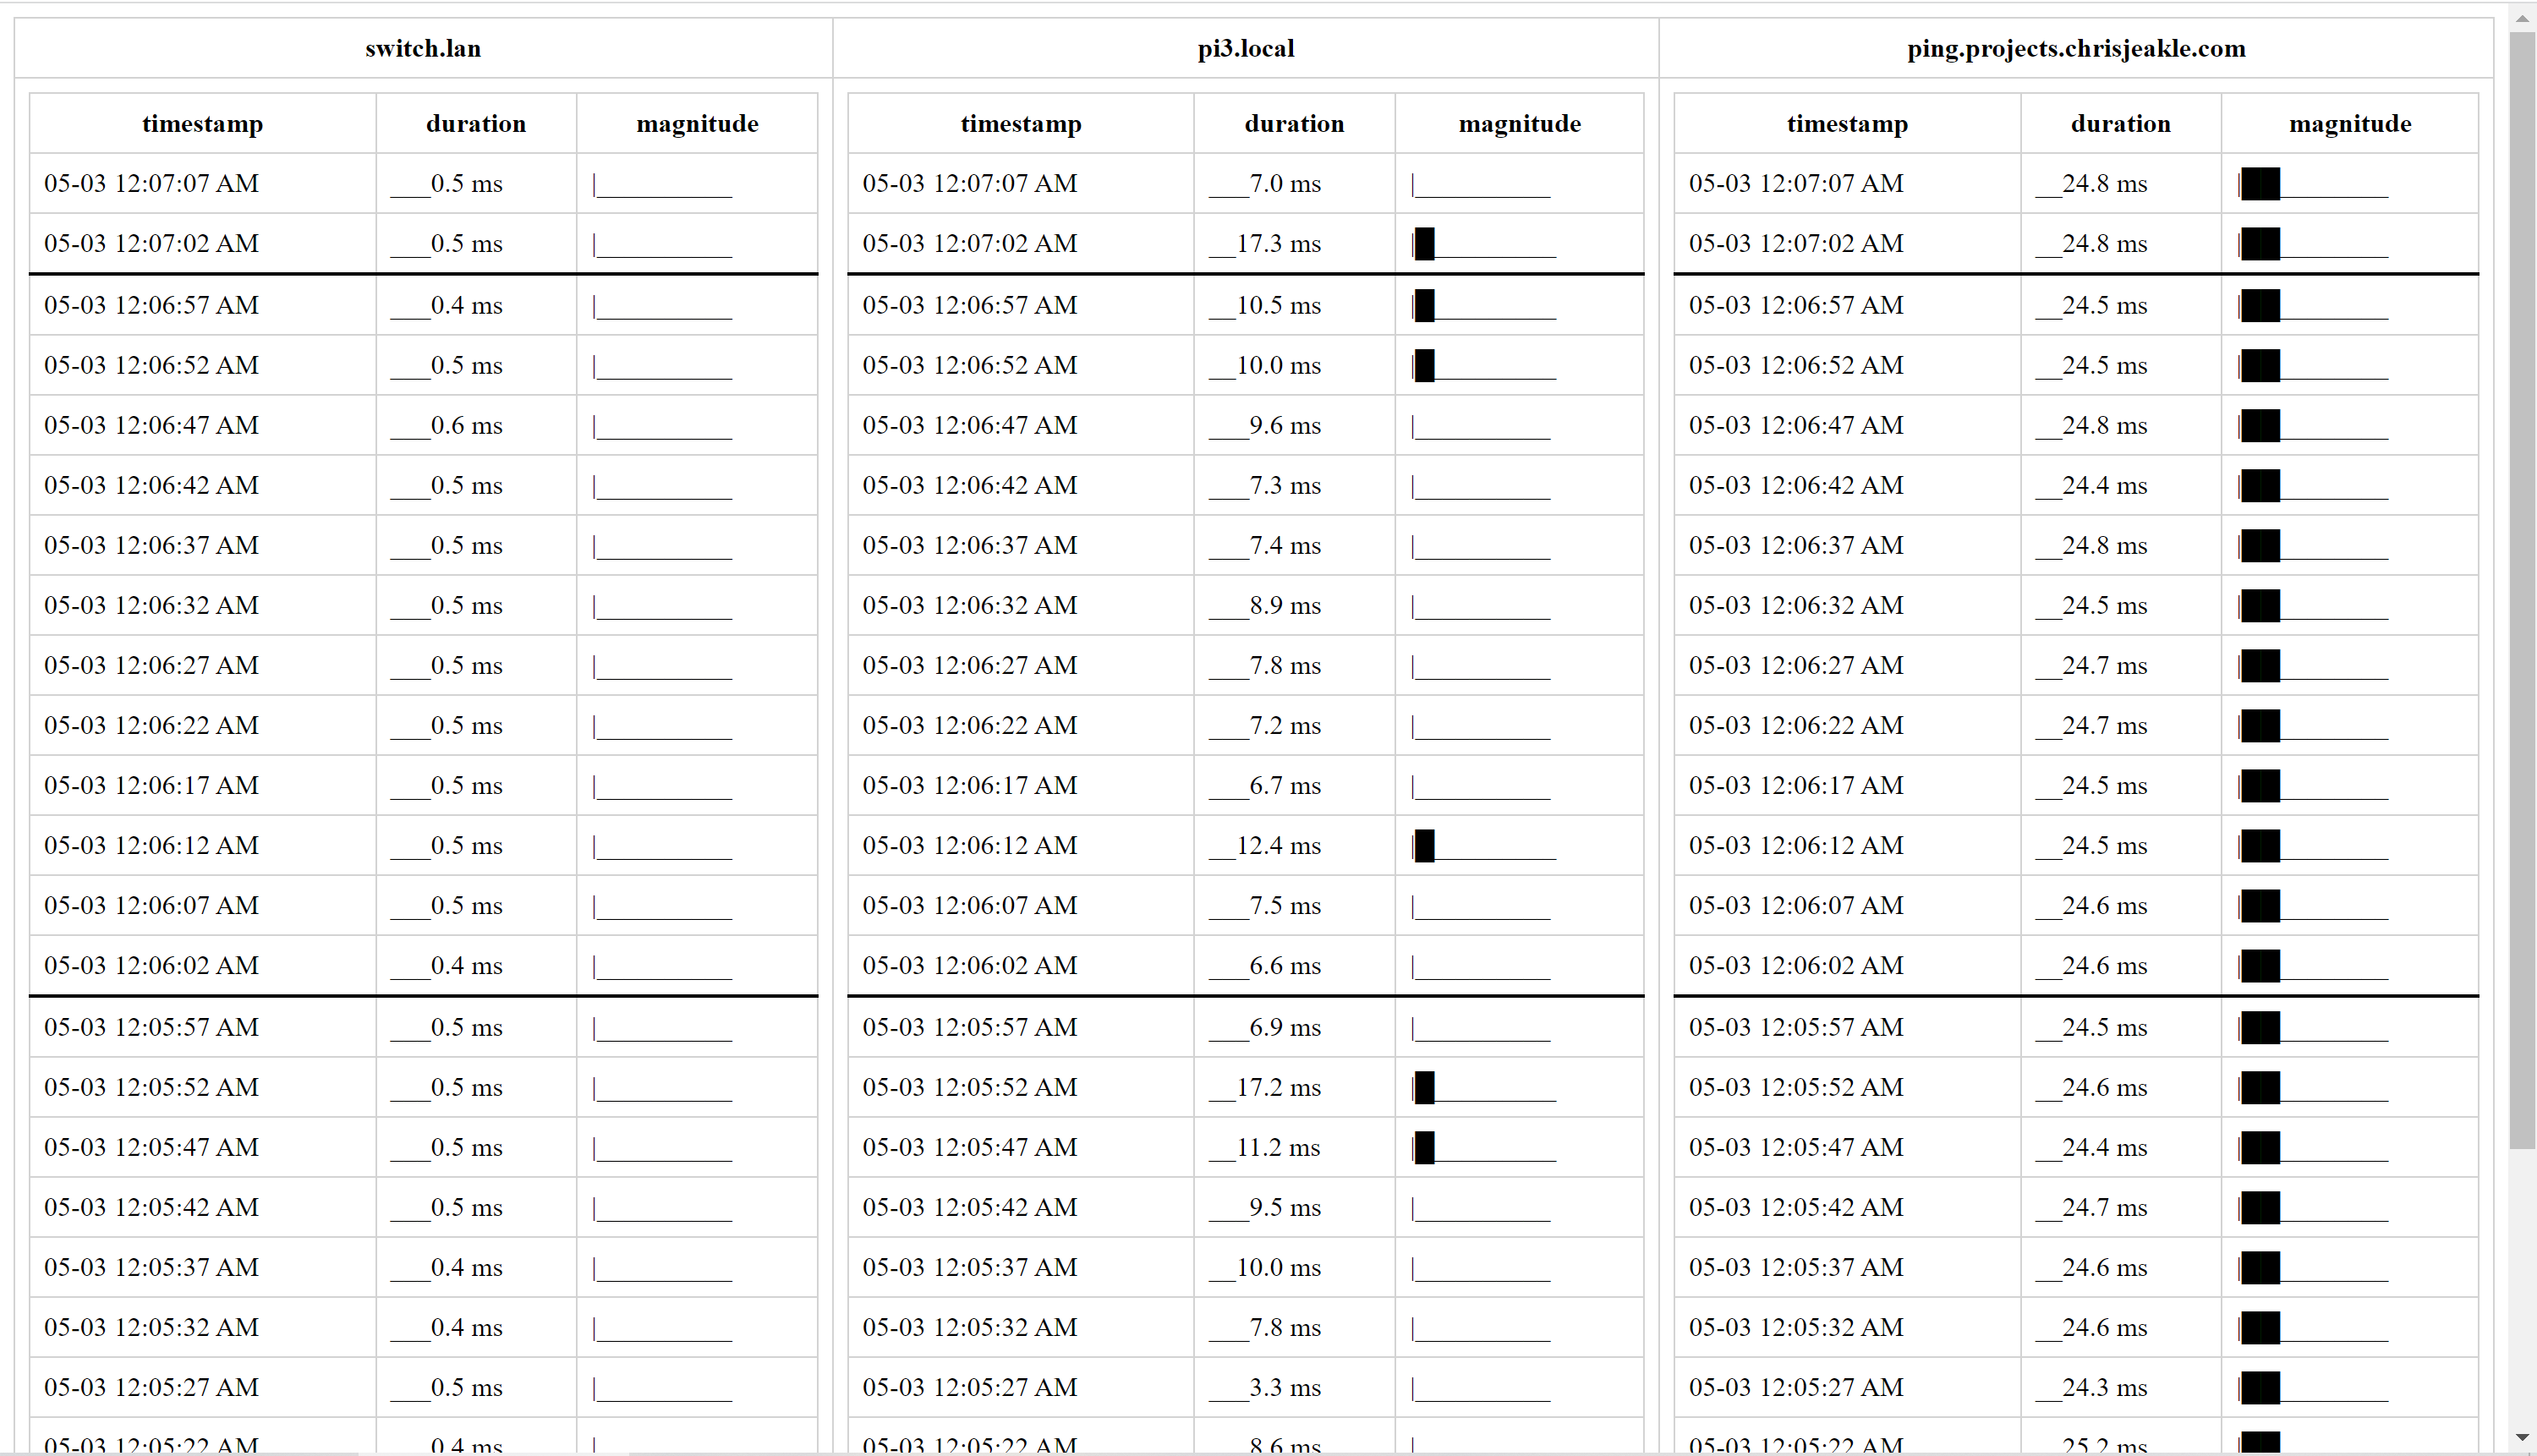 switch.lan pi3.local ping.projects.chrisjeakle.com
timestamp duration magnitude timestamp duration magnitude timestamp duration magnitude
05-03 12:07:07 AM ___0.5 ms |__________ 05-03 12:07:07 AM ___7.0 ms |__________ 05-03 12:07:07 AM __24.8 ms |██________
05-03 12:07:02 AM ___0.5 ms |__________ 05-03 12:07:02 AM __17.3 ms |█_________ 05-03 12:07:02 AM __24.8 ms |██________
05-03 12:06:57 AM ___0.4 ms |__________ 05-03 12:06:57 AM __10.5 ms |█_________ 05-03 12:06:57 AM __24.5 ms |██________
05-03 12:06:52 AM ___0.5 ms |__________ 05-03 12:06:52 AM __10.0 ms |█_________ 05-03 12:06:52 AM __24.5 ms |██________
05-03 12:06:47 AM ___0.6 ms |__________ 05-03 12:06:47 AM ___9.6 ms |__________ 05-03 12:06:47 AM __24.8 ms |██________
05-03 12:06:42 AM ___0.5 ms |__________ 05-03 12:06:42 AM ___7.3 ms |__________ 05-03 12:06:42 AM __24.4 ms |██________
05-03 12:06:37 AM ___0.5 ms |__________ 05-03 12:06:37 AM ___7.4 ms |__________ 05-03 12:06:37 AM __24.8 ms |██________
05-03 12:06:32 AM ___0.5 ms |__________ 05-03 12:06:32 AM ___8.9 ms |__________ 05-03 12:06:32 AM __24.5 ms |██________
05-03 12:06:27 AM ___0.5 ms |__________ 05-03 12:06:27 AM ___7.8 ms |__________ 05-03 12:06:27 AM __24.7 ms |██________
05-03 12:06:22 AM ___0.5 ms |__________ 05-03 12:06:22 AM ___7.2 ms |__________ 05-03 12:06:22 AM __24.7 ms |██________
05-03 12:06:17 AM ___0.5 ms |__________ 05-03 12:06:17 AM ___6.7 ms |__________ 05-03 12:06:17 AM __24.5 ms |██________
05-03 12:06:12 AM ___0.5 ms |__________ 05-03 12:06:12 AM __12.4 ms |█_________ 05-03 12:06:12 AM __24.5 ms |██________
05-03 12:06:07 AM ___0.5 ms |__________ 05-03 12:06:07 AM ___7.5 ms |__________ 05-03 12:06:07 AM __24.6 ms |██________
05-03 12:06:02 AM ___0.4 ms |__________ 05-03 12:06:02 AM ___6.6 ms |__________ 05-03 12:06:02 AM __24.6 ms |██________
05-03 12:05:57 AM ___0.5 ms |__________ 05-03 12:05:57 AM ___6.9 ms |__________ 05-03 12:05:57 AM __24.5 ms |██________
05-03 12:05:52 AM ___0.5 ms |__________ 05-03 12:05:52 AM __17.2 ms |█_________ 05-03 12:05:52 AM __24.6 ms |██________
05-03 12:05:47 AM ___0.5 ms |__________ 05-03 12:05:47 AM __11.2 ms |█_________ 05-03 12:05:47 AM __24.4 ms |██________
05-03 12:05:42 AM ___0.5 ms |__________ 05-03 12:05:42 AM ___9.5 ms |__________ 05-03 12:05:42 AM __24.7 ms |██________
05-03 12:05:37 AM ___0.4 ms |__________ 05-03 12:05:37 AM __10.0 ms |__________ 05-03 12:05:37 AM __24.6 ms |██________
05-03 12:05:32 AM ___0.4 ms |__________ 05-03 12:05:32 AM ___7.8 ms |__________ 05-03 12:05:32 AM __24.6 ms |██________
05-03 12:05:27 AM ___0.5 ms |__________ 05-03 12:05:27 AM ___3.3 ms |__________ 05-03 12:05:27 AM __24.3 ms |██________
05-03 12:05:22 AM 0.4 ms | 05-03 12:05:22 AM 8.6 ms | 05-03 12:05:22 AM 25.2 ms |██